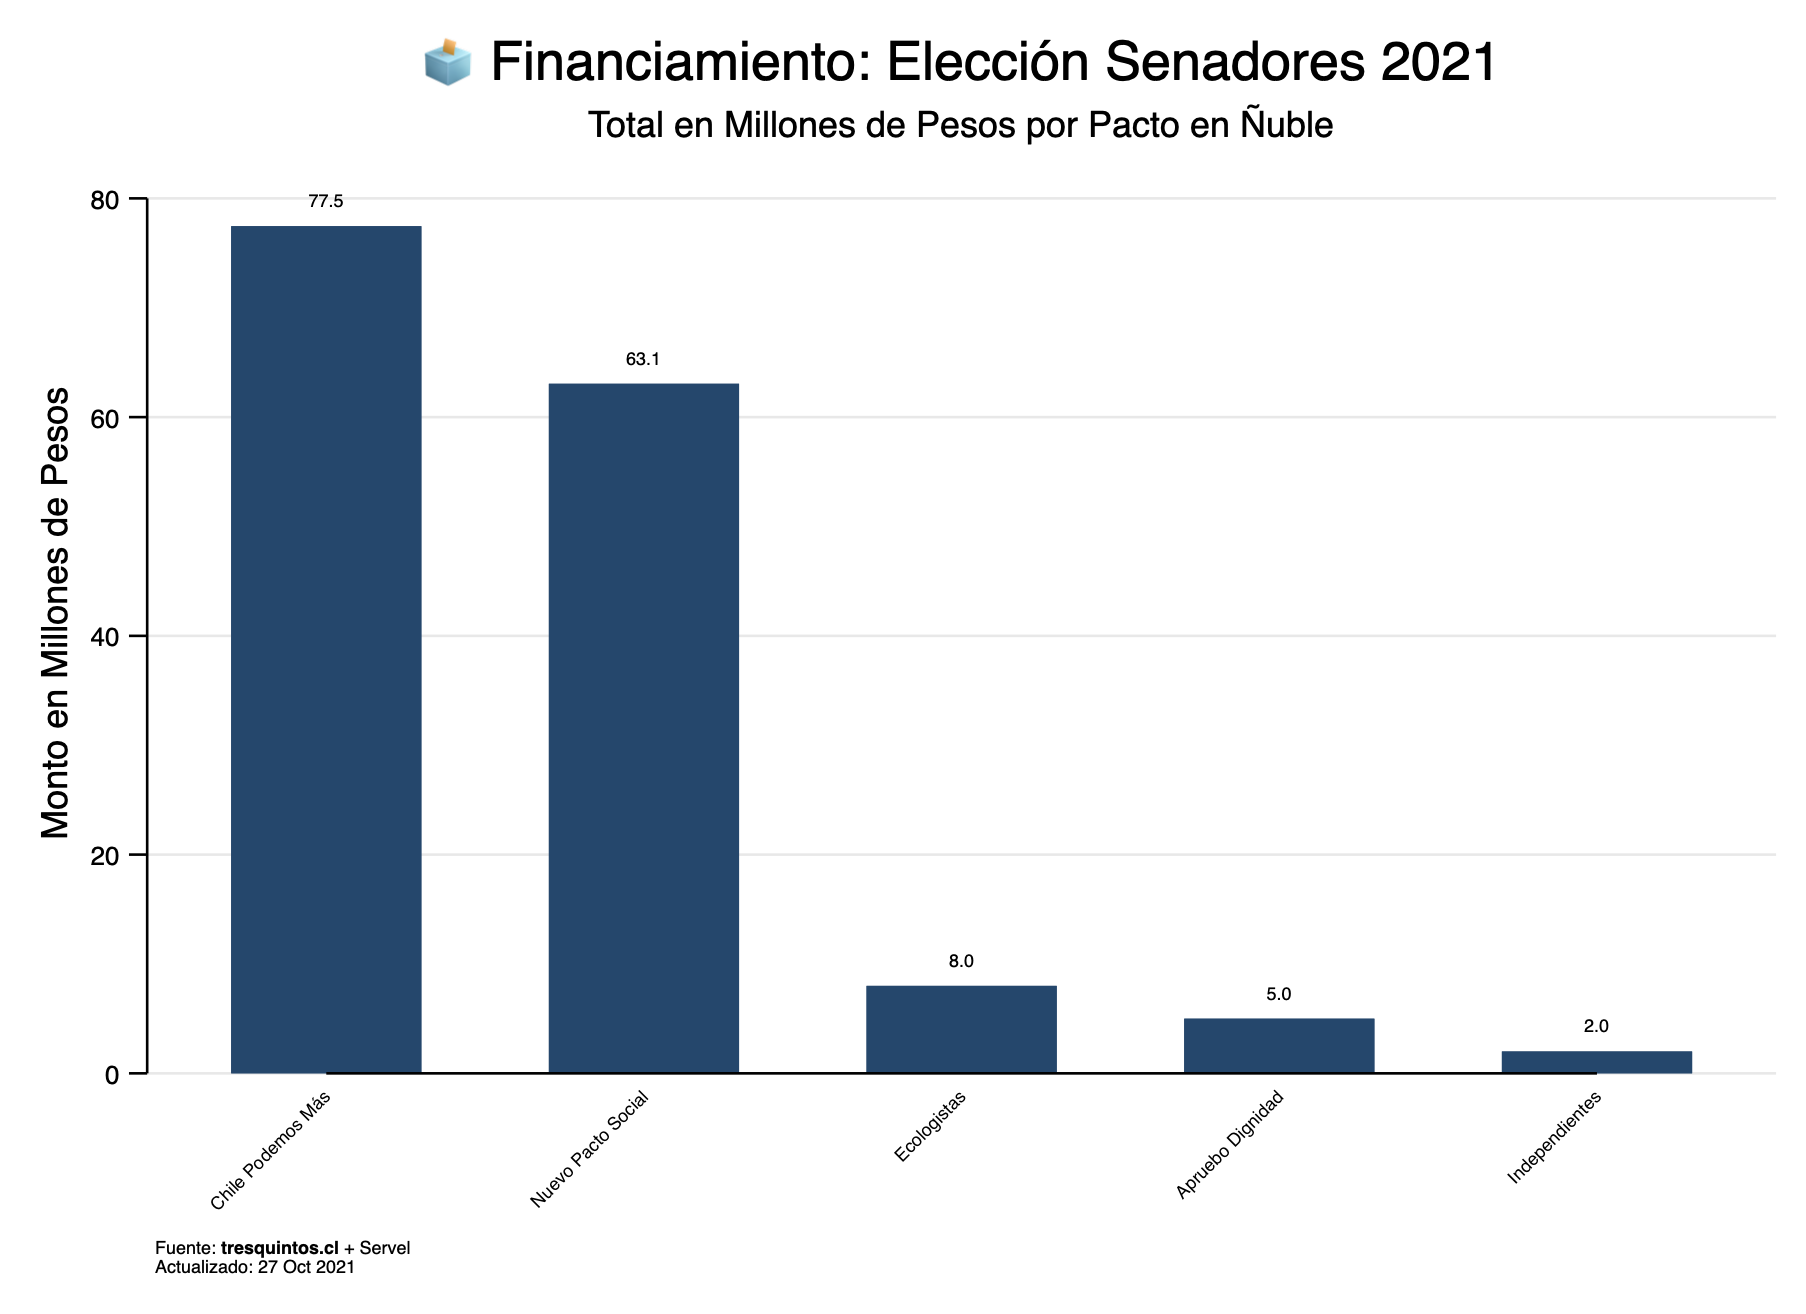 Financiamiento: Elección Senadores 2021
Total en Millones de Pesos por Pacto en Ñuble
Monto en Millones de Pesos
80
60
40
20
0
77.5
63.1
8.0
5.0
2.0
Chile Podemos Más
Nuevo Pacto Social
Ecologistas
Apruebo Dignidad
Independientes
Fuente: tresquintos.cl + Servel
Actualizado: 27 Oct 2021